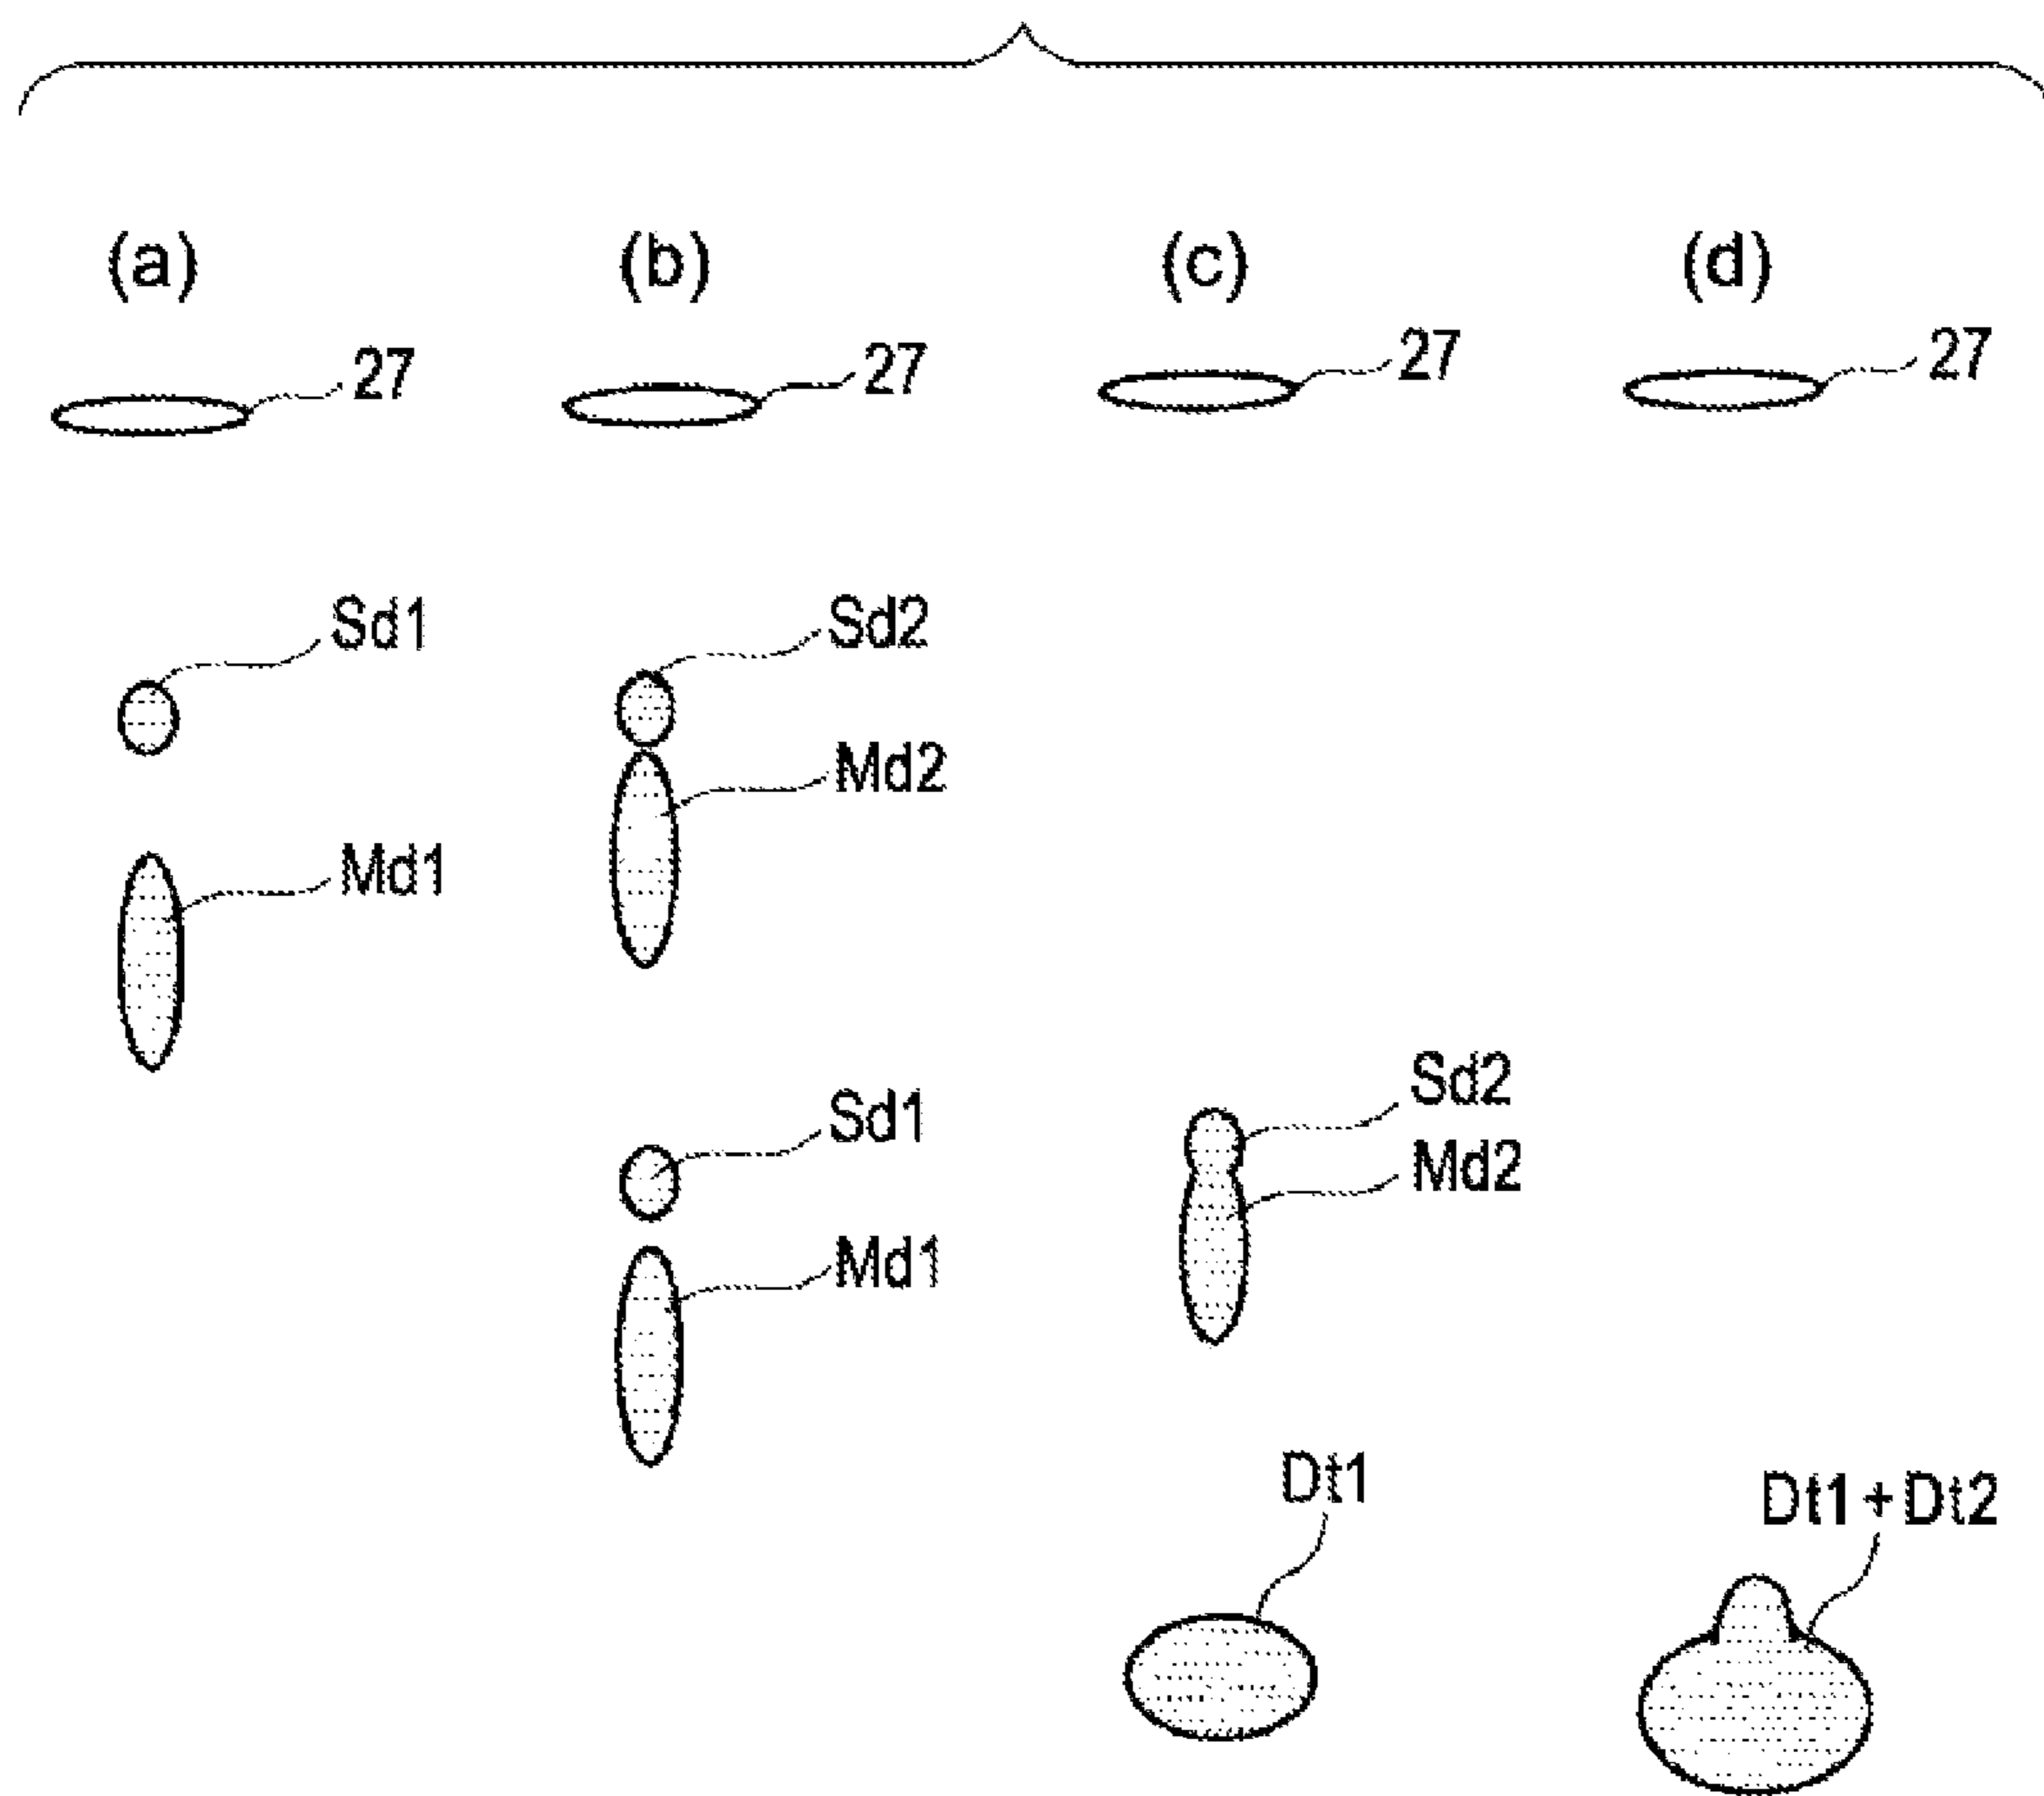 (a) (b) (c) (d)
27 27 27 27
Sd1 Sd2
Md2
Md1
Sd2
Sd1
Md2
Md1
Dt1
Dt1+Dt2